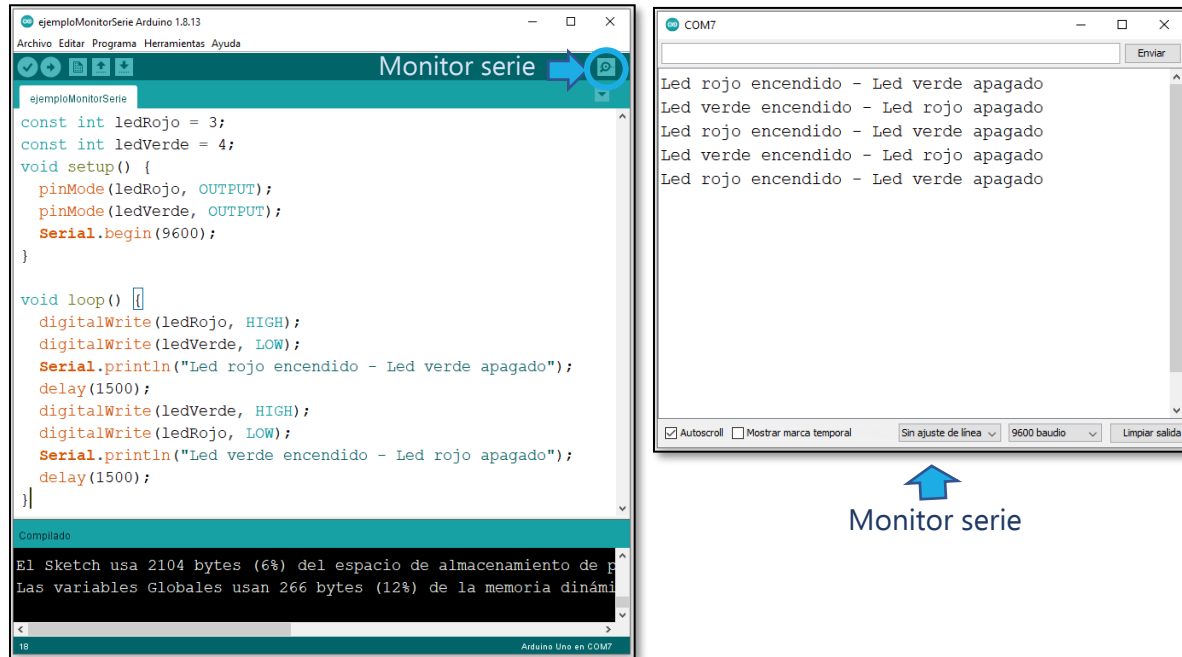 ejemploMonitorSerie Arduino 1.8.13
Archivo Editar Programa Herramientas Ayuda
Monitor serie
ejemploMonitorSerie
const int ledRojo = 3;
const int ledVerde = 4;
void setup() {
  pinMode(ledRojo, OUTPUT);
  pinMode(ledVerde, OUTPUT);
  Serial.begin(9600);
}
void loop() {
  digitalWrite(ledRojo, HIGH);
  digitalWrite(ledVerde, LOW);
  Serial.println("Led rojo encendido - Led verde apagado");
  delay(1500);
  digitalWrite(ledVerde, HIGH);
  digitalWrite(ledRojo, LOW);
  Serial.println("Led verde encendido - Led rojo apagado");
  delay(1500);
}
Compilado
El Sketch usa 2104 bytes (6%) del espacio de almacenamiento de p
Las variables Globales usan 266 bytes (12%) de la memoria dinámi
18
Arduino Uno en COM7
COM7
Enviar
Led rojo encendido - Led verde apagado
Led verde encendido - Led rojo apagado
Led rojo encendido - Led verde apagado
Led verde encendido - Led rojo apagado
Led rojo encendido - Led verde apagado
Autoscroll Mostrar marca temporal Sin ajuste de línea 9600 baudio Limpiar salida
Monitor serie